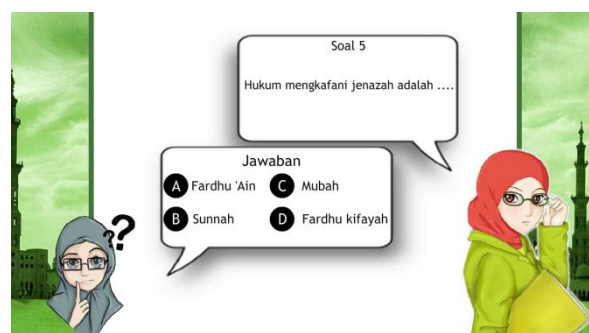 Soal 5
Hukum mengkafani jenazah adalah ....
Jawaban
A Fardhu 'Ain
C Mubah
B Sunnah
D Fardhu kifayah
??